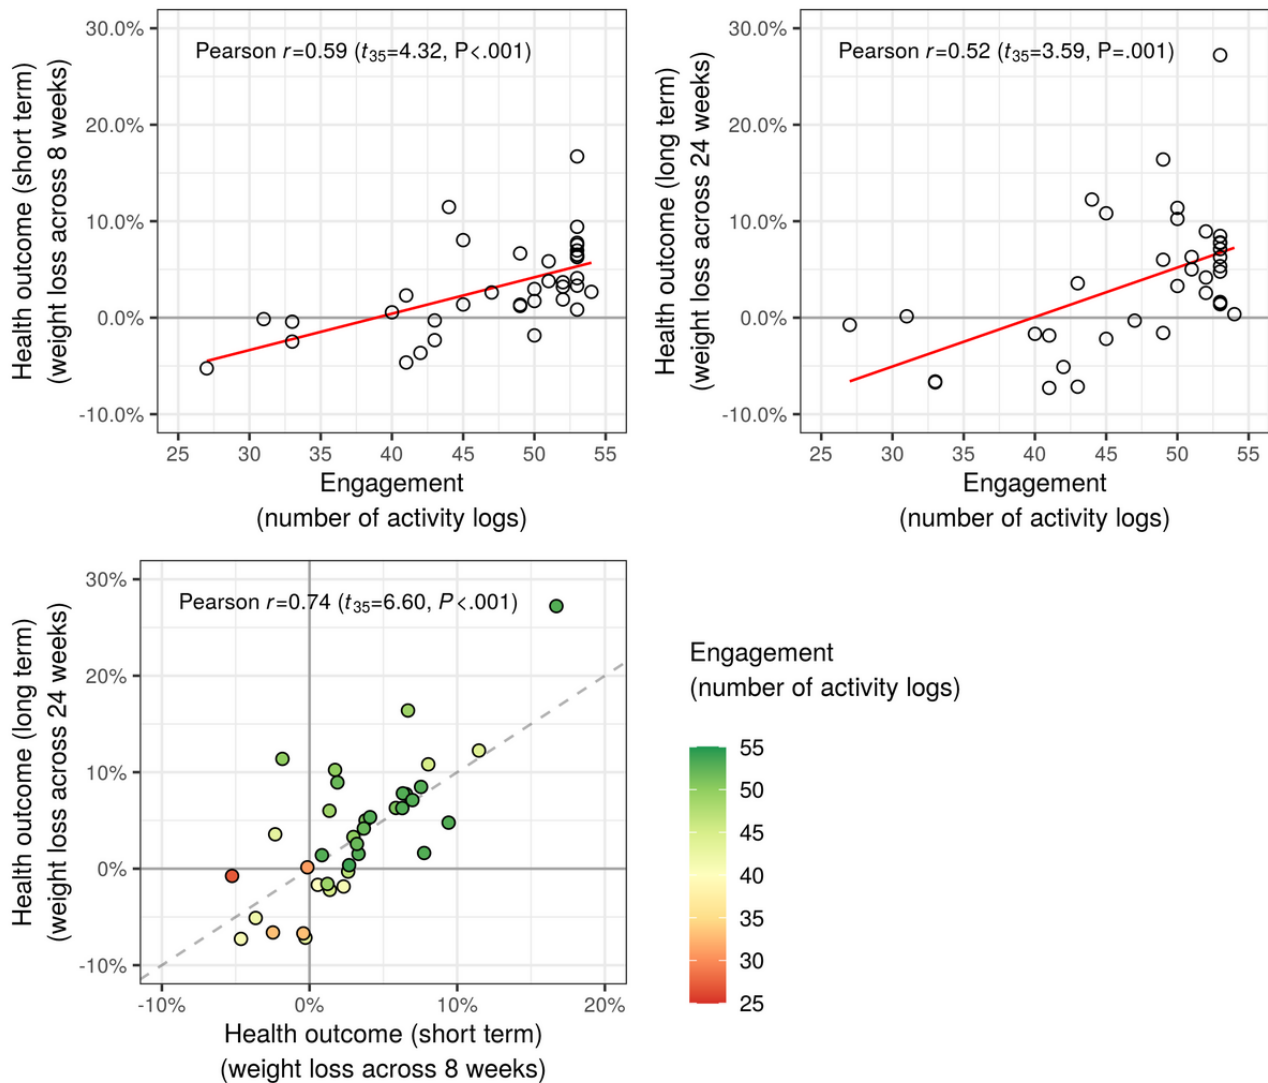 Pearson r=0.59 (t35=4.32, P<.001)
30.0%
20.0%
10.0%
0.0%
-10.0%
Health outcome (short term)
(weight loss across 8 weeks)
25 30 35 40 45 50 55
Engagement
(number of activity logs)
Pearson r=0.52 (t35=3.59, P=.001)
30.0%
20.0%
10.0%
0.0%
-10.0%
Health outcome (long term)
(weight loss across 24 weeks)
25 30 35 40 45 50 55
Engagement
(number of activity logs)
Pearson r=0.74 (t35=6.60, P<.001)
30%
20%
10%
0%
-10%
Health outcome (long term)
(weight loss across 24 weeks)
-10% 0% 10% 20%
Health outcome (short term)
(weight loss across 8 weeks)
Engagement
(number of activity logs)
55
50
45
40
35
30
25